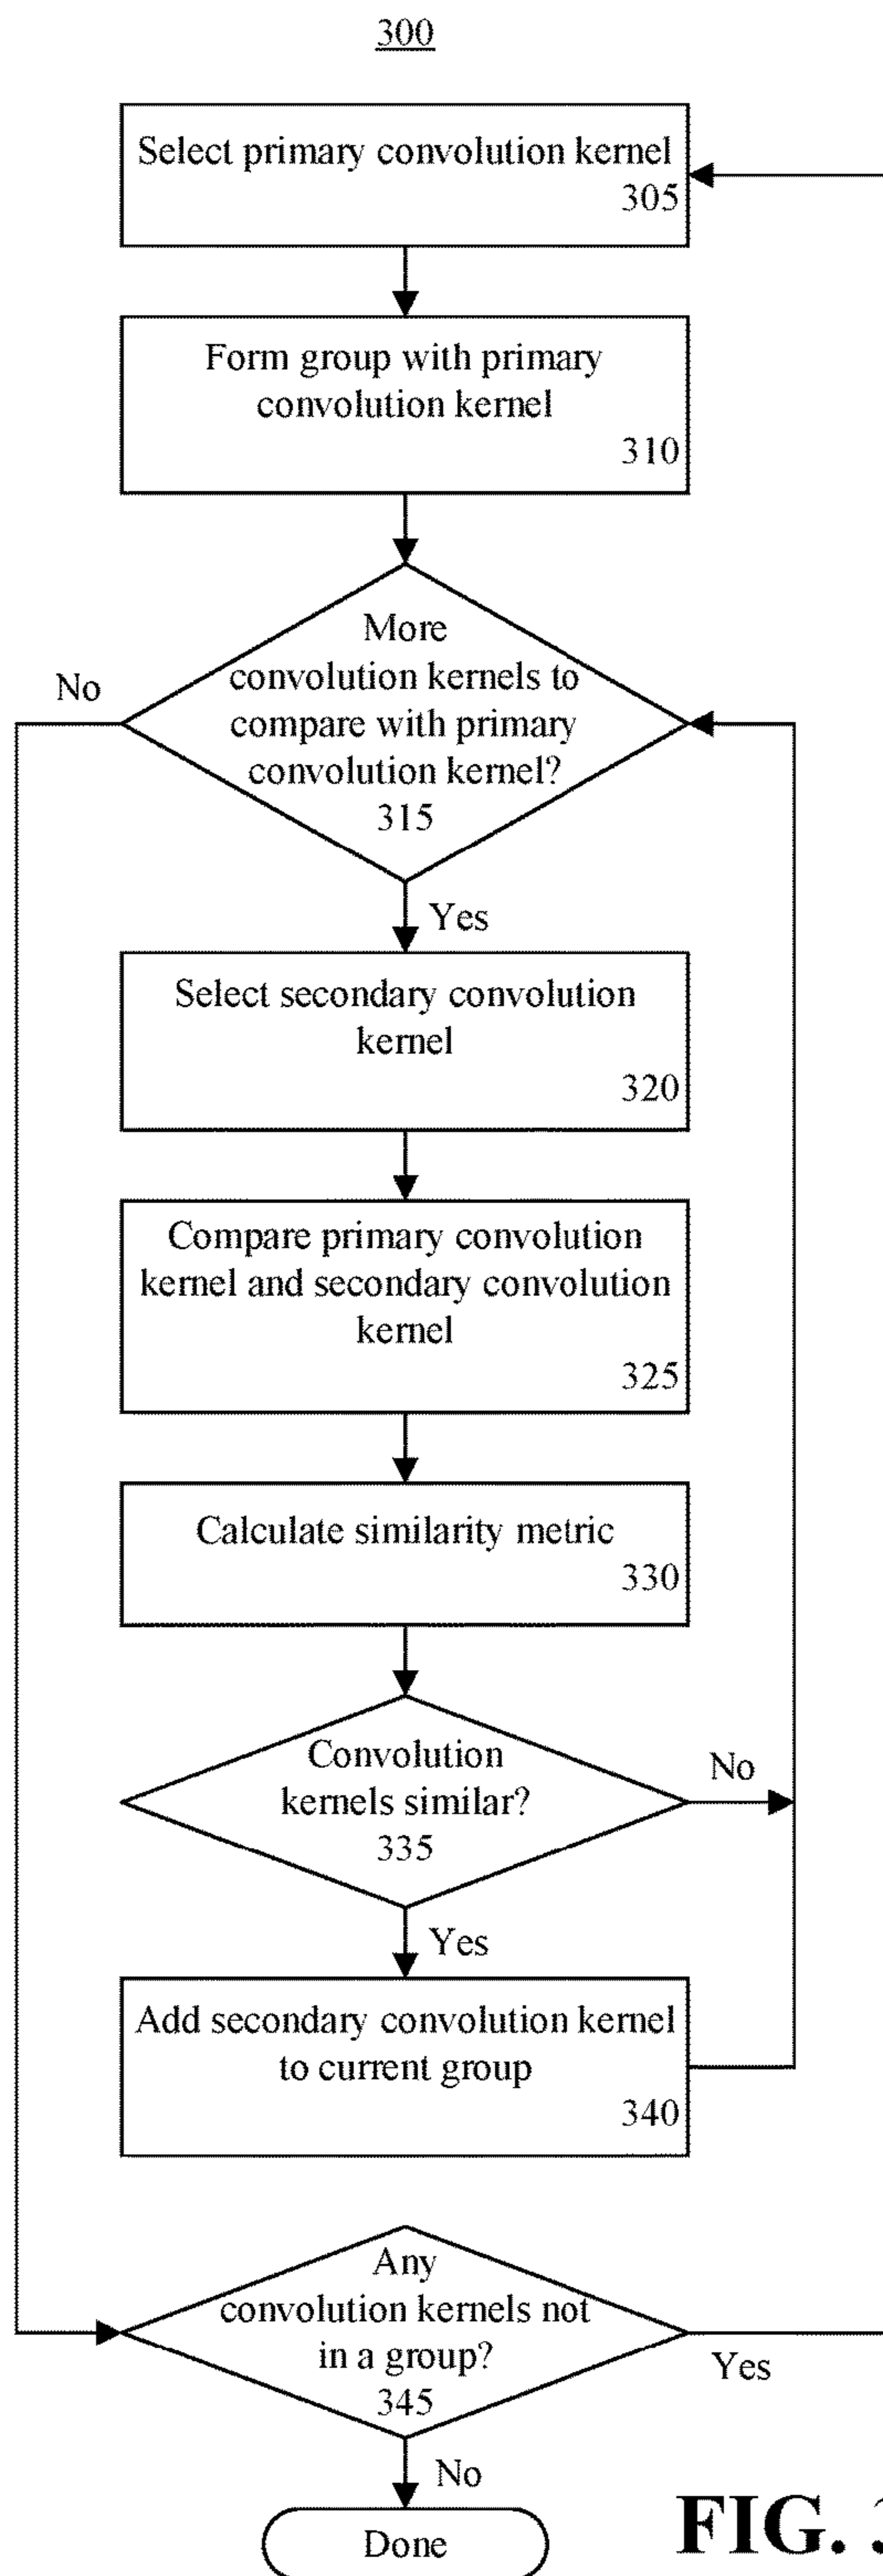 300
Select primary convolution kernel
305
Form group with primary
convolution kernel
310
More
convolution kernels to
compare with primary
convolution kernel?
315
No
Yes
Select secondary convolution
kernel
320
Compare primary convolution
kernel and secondary convolution
kernel
325
Calculate similarity metric
330
Convolution
kernels similar?
335
No
Yes
Add secondary convolution kernel
to current group
340
Any
convolution kernels not
in a group?
345
Yes
No
Done
FIG. 3